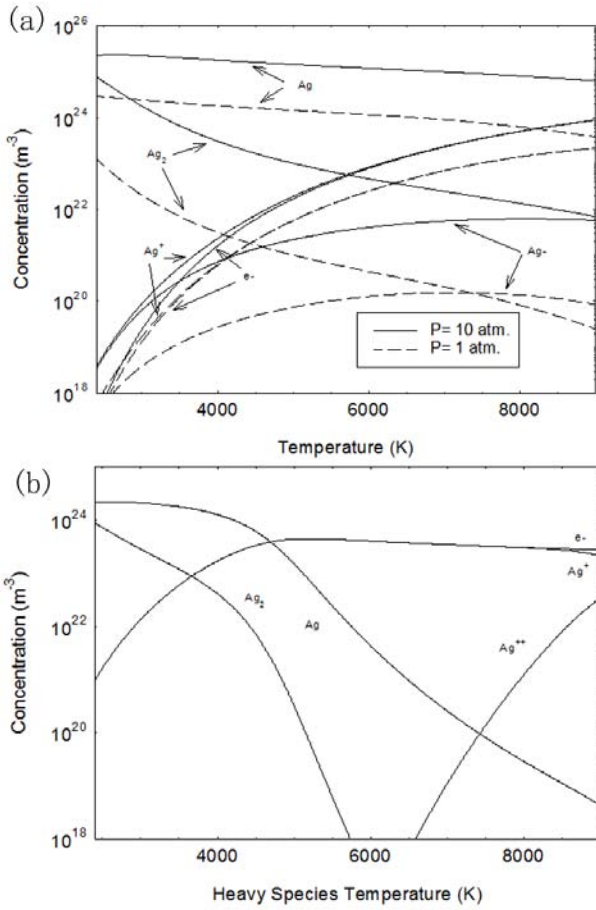 (a)
10^26
10^24
10^22
10^20
10^18
Concentration (m^-3)
Ag
Ag_2
Ag^+
e-
Ag-
P= 10 atm.
P= 1 atm.
4000 6000 8000
Temperature (K)
(b)
10^24
10^22
10^20
10^18
Concentration (m^-3)
e-
Ag^+
Ag_2
Ag
Ag^++
4000 6000 8000
Heavy Species Temperature (K)